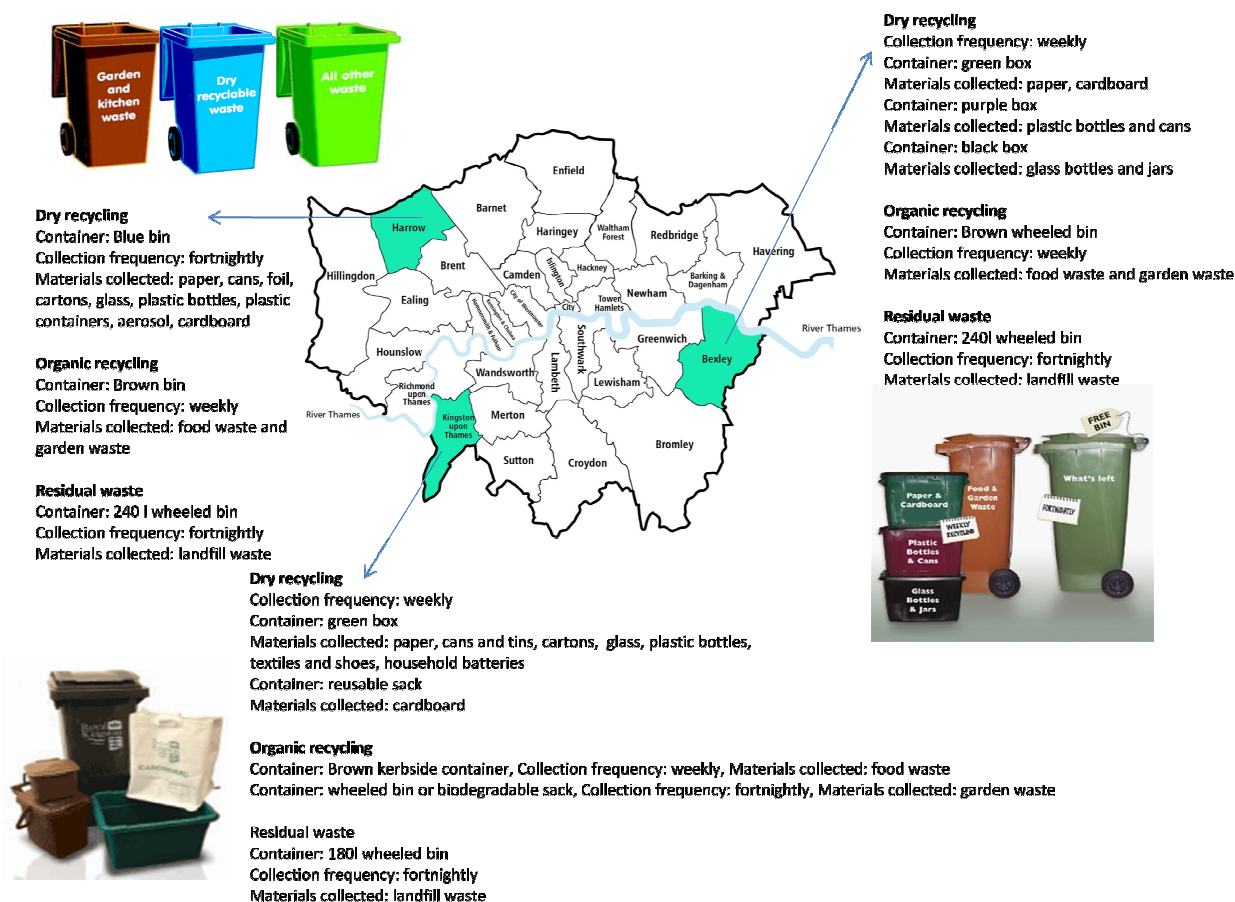 Garden
and
kitchen
waste
Dry
recyclable
waste
All other
waste
Dry recycling
Container: Blue bin
Collection frequency: fortnightly
Materials collected: paper, cans, foil,
cartons, glass, plastic bottles, plastic
containers, aerosol, cardboard
Organic recycling
Container: Brown bin
Collection frequency: weekly
Materials collected: food waste and
garden waste
Residual waste
Container: 240 l wheeled bin
Collection frequency: fortnightly
Materials collected: landfill waste
Enfield
Barnet
Harrow
Haringey
Waltham
Forest
Redbridge
Havering
Hillingdon
Brent
Camden
Islington
Hackney
Barking &
Dagenham
Ealing
Hammersmith & Fulham
Kensington & Chelsea
City of Westminster
City
Tower
Hamlets
Newham
River Thames
Hounslow
Richmond
upon
Thames
Wandsworth
Lambeth
Southwark
Lewisham
Greenwich
Bexley
River Thames
Kingston
upon
Thames
Merton
Sutton
Croydon
Bromley
Dry recycling
Collection frequency: weekly
Container: green box
Materials collected: paper, cardboard
Container: purple box
Materials collected: plastic bottles and cans
Container: black box
Materials collected: glass bottles and jars
Organic recycling
Container: Brown wheeled bin
Collection frequency: weekly
Materials collected: food waste and garden waste
Residual waste
Container: 240l wheeled bin
Collection frequency: fortnightly
Materials collected: landfill waste
FREE
BIN
Paper &
Cardboard
Plastic
Bottles
& Cans
Glass
Bottles
& Jars
Food &
Garden
Waste
WEEKLY
RECYCLING
What's left
FORTNIGHTLY
Dry recycling
Collection frequency: weekly
Container: green box
Materials collected: paper, cans and tins, cartons,  glass, plastic bottles,
textiles and shoes, household batteries
Container: reusable sack
Materials collected: cardboard
Organic recycling
Container: Brown kerbside container, Collection frequency: weekly, Materials collected: food waste
Container: wheeled bin or biodegradable sack, Collection frequency: fortnightly, Materials collected: garden waste
Residual waste
Container: 180l wheeled bin
Collection frequency: fortnightly
Materials collected: landfill waste
CARDBOARD